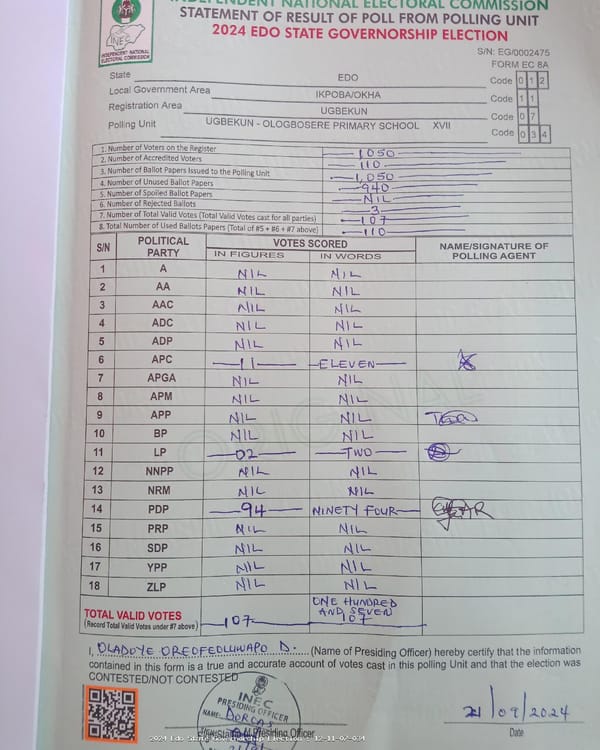 INDEPENDENT NATIONAL ELECTORAL COMMISSION
STATEMENT OF RESULT OF POLL FROM POLLING UNIT
2024 EDO STATE GOVERNORSHIP ELECTION
INEC
INDEPENDENT NATIONAL
ELECTORAL COMMISSION
S/N: EG/0002475
FORM EC 8A
State EDO Code 0 1 2
Local Government Area IKPOBA/OKHA Code 1 1
Registration Area UGBEKUN Code 0 7
Polling Unit UGBEKUN - OLOGBOSERE PRIMARY SCHOOL XVII Code 0 3 4
1. Number of Voters on the Register 1,050
2. Number of Accredited Voters 110
3. Number of Ballot Papers Issued to the Polling Unit 1,050
4. Number of Unused Ballot Papers 940
5. Number of Spoiled Ballot Papers NIL
6. Number of Rejected Ballots 3
7. Number of Total Valid Votes (Total Valid Votes cast for all parties) 107
8. Total Number of Used Ballots Papers (Total of #5 + #6 + #7 above) 110
S/N POLITICAL PARTY VOTES SCORED NAME/SIGNATURE OF POLLING AGENT
IN FIGURES IN WORDS
1 A NIL NIL
2 AA NIL NIL
3 AAC NIL NIL
4 ADC NIL NIL
5 ADP NIL NIL
6 APC 11 ELEVEN
7 APGA NIL NIL
8 APM NIL NIL
9 APP NIL NIL
10 BP NIL NIL
11 LP 02 TWO
12 NNPP NIL NIL
13 NRM NIL NIL
14 PDP 94 NINETY FOUR
15 PRP NIL NIL
16 SDP NIL NIL
17 YPP NIL NIL
18 ZLP NIL NIL
TOTAL VALID VOTES
(Record Total Valid Votes under #7 above) 107 ONE HUNDRED AND SEVEN 107
ORIGINAL
I, OLADOYE OREOFEOLUWAPO D. (Name of Presiding Officer) hereby certify that the information
contained in this form is a true and accurate account of votes cast in this polling Unit and that the election was
CONTESTED/NOT CONTESTED
INEC
PRESIDING OFFICER
NAME: DORCAS
Presiding Officer
21/09/2024
Date
2024 Edo State Governorship Election - 12-11-07-034